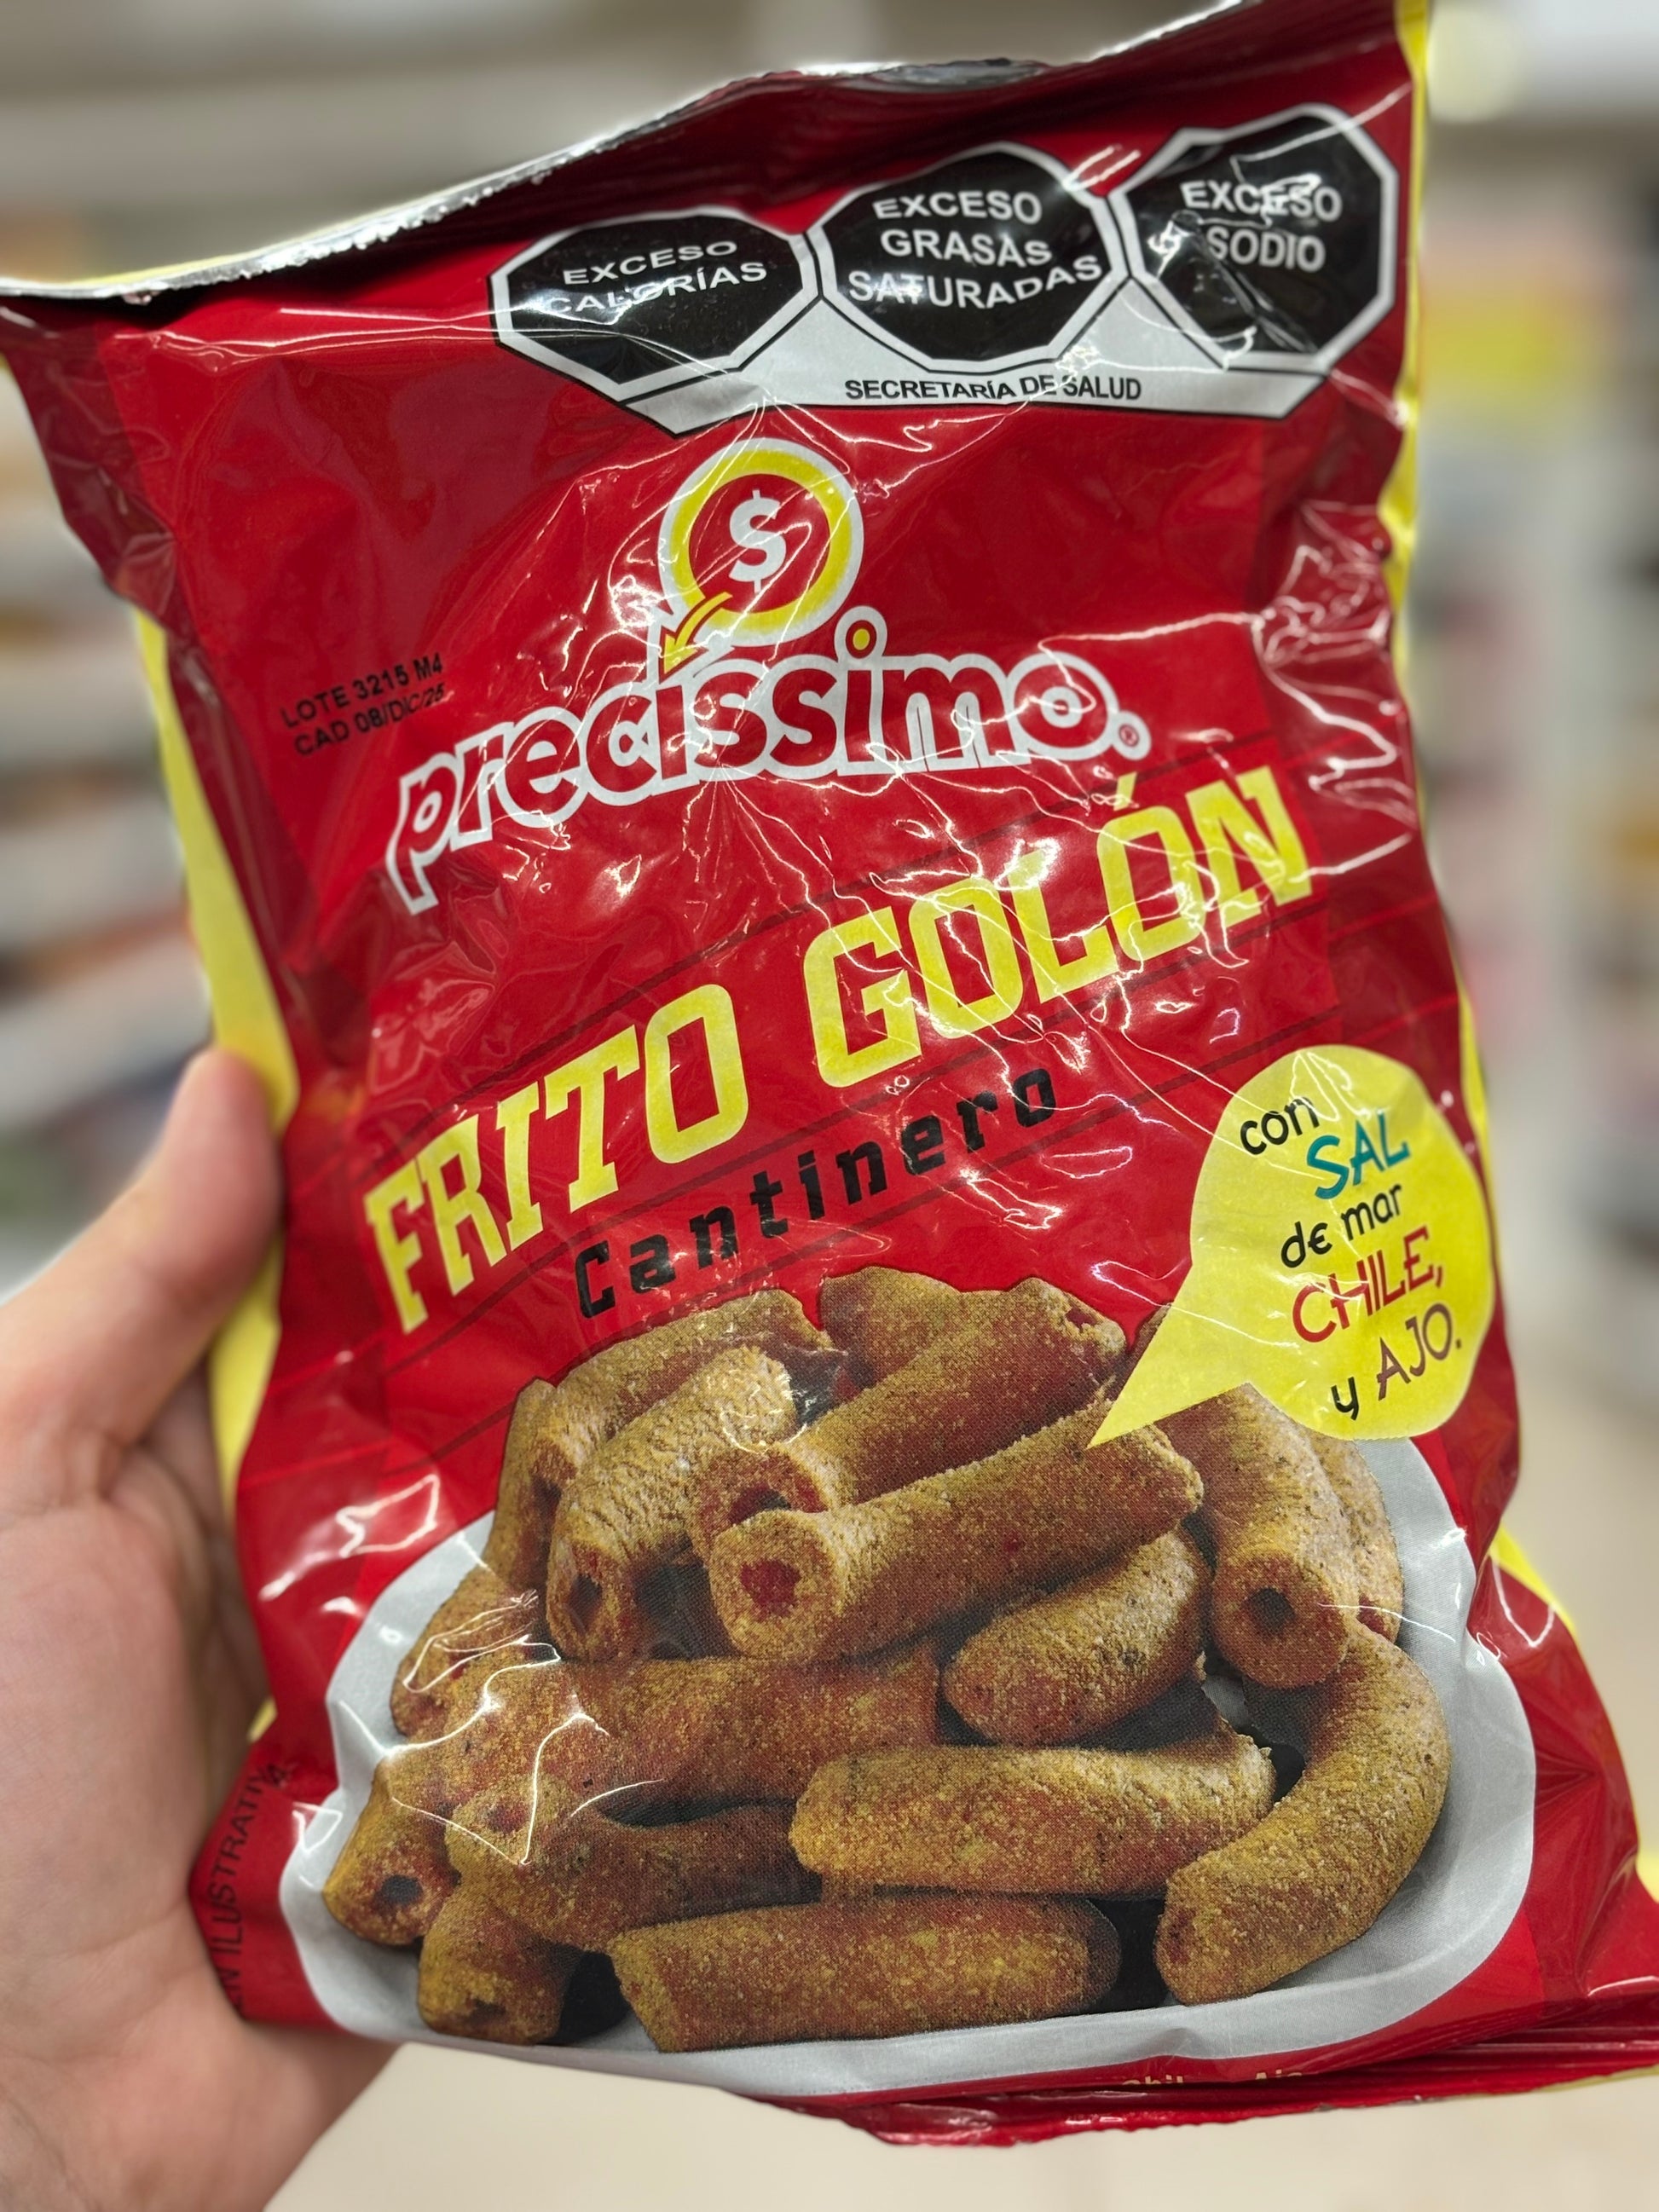 EXCESO
CALORÍAS
EXCESO
GRASAS
SATURADAS
EXCESO
SODIO
SECRETARÍA DE SALUD
$
LOTE 3215 M4
CAD 08/DIC/25
precissimo.®
FRITO GOLÓN
Cantinero
con
SAL
de mar
CHILE,
y AJO.
ILUSTRATIVA